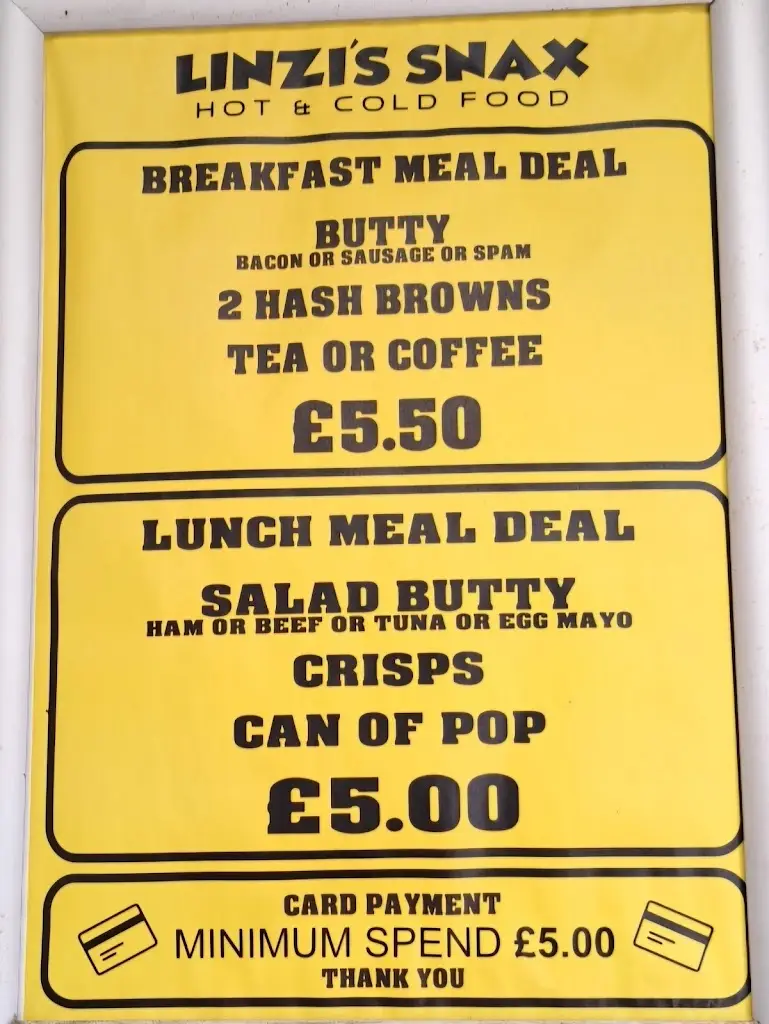 LINZI'S SNAX
HOT & COLD FOOD
BREAKFAST MEAL DEAL
BUTTY
BACON OR SAUSAGE OR SPAM
2 HASH BROWNS
TEA OR COFFEE
£5.50
LUNCH MEAL DEAL
SALAD BUTTY
HAM OR BEEF OR TUNA OR EGG MAYO
CRISPS
CAN OF POP
£5.00
CARD PAYMENT
MINIMUM SPEND £5.00
THANK YOU